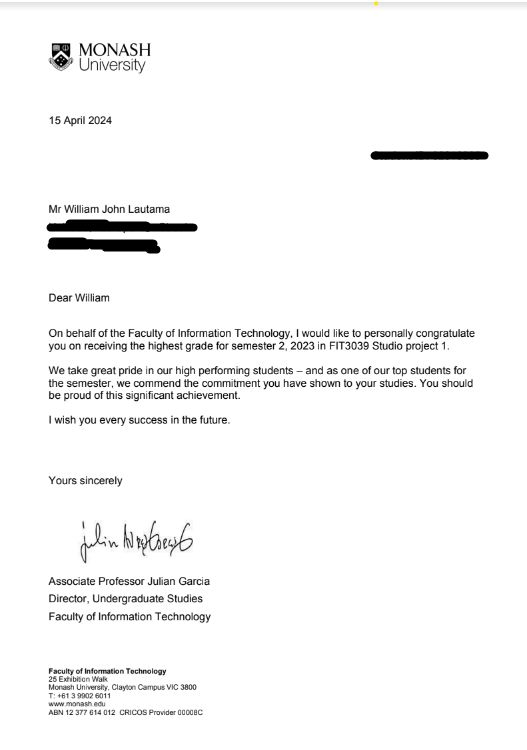 MONASH
University
15 April 2024
Mr William John Lautama
Dear William
On behalf of the Faculty of Information Technology, I would like to personally congratulate
you on receiving the highest grade for semester 2, 2023 in FIT3039 Studio project 1.
We take great pride in our high performing students – and as one of our top students for
the semester, we commend the commitment you have shown to your studies. You should
be proud of this significant achievement.
I wish you every success in the future.
Yours sincerely
Associate Professor Julian Garcia
Director, Undergraduate Studies
Faculty of Information Technology
Faculty of Information Technology
25 Exhibition Walk
Monash University, Clayton Campus VIC 3800
T: +61 3 9902 6011
www.monash.edu
ABN 12 377 614 012 CRICOS Provider 00008C